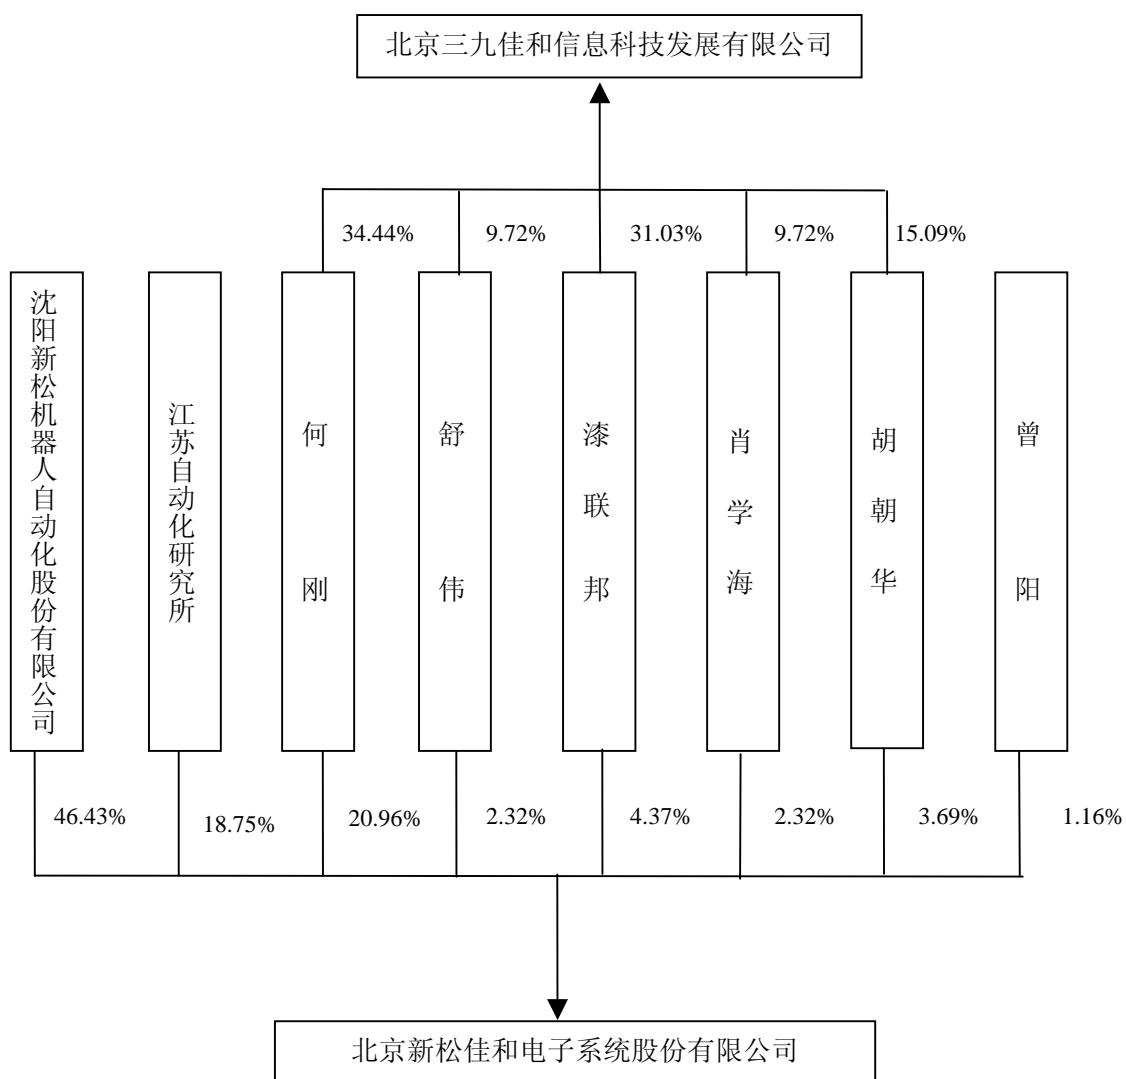 北京三九佳和信息科技发展有限公司
34.44%
9.72%
31.03%
9.72%
15.09%
沈阳新松机器人自动化股份有限公司
江苏自动化研究所
何刚
舒伟
漆联邦
肖学海
胡朝华
曾阳
46.43%
18.75%
20.96%
2.32%
4.37%
2.32%
3.69%
1.16%
北京新松佳和电子系统股份有限公司